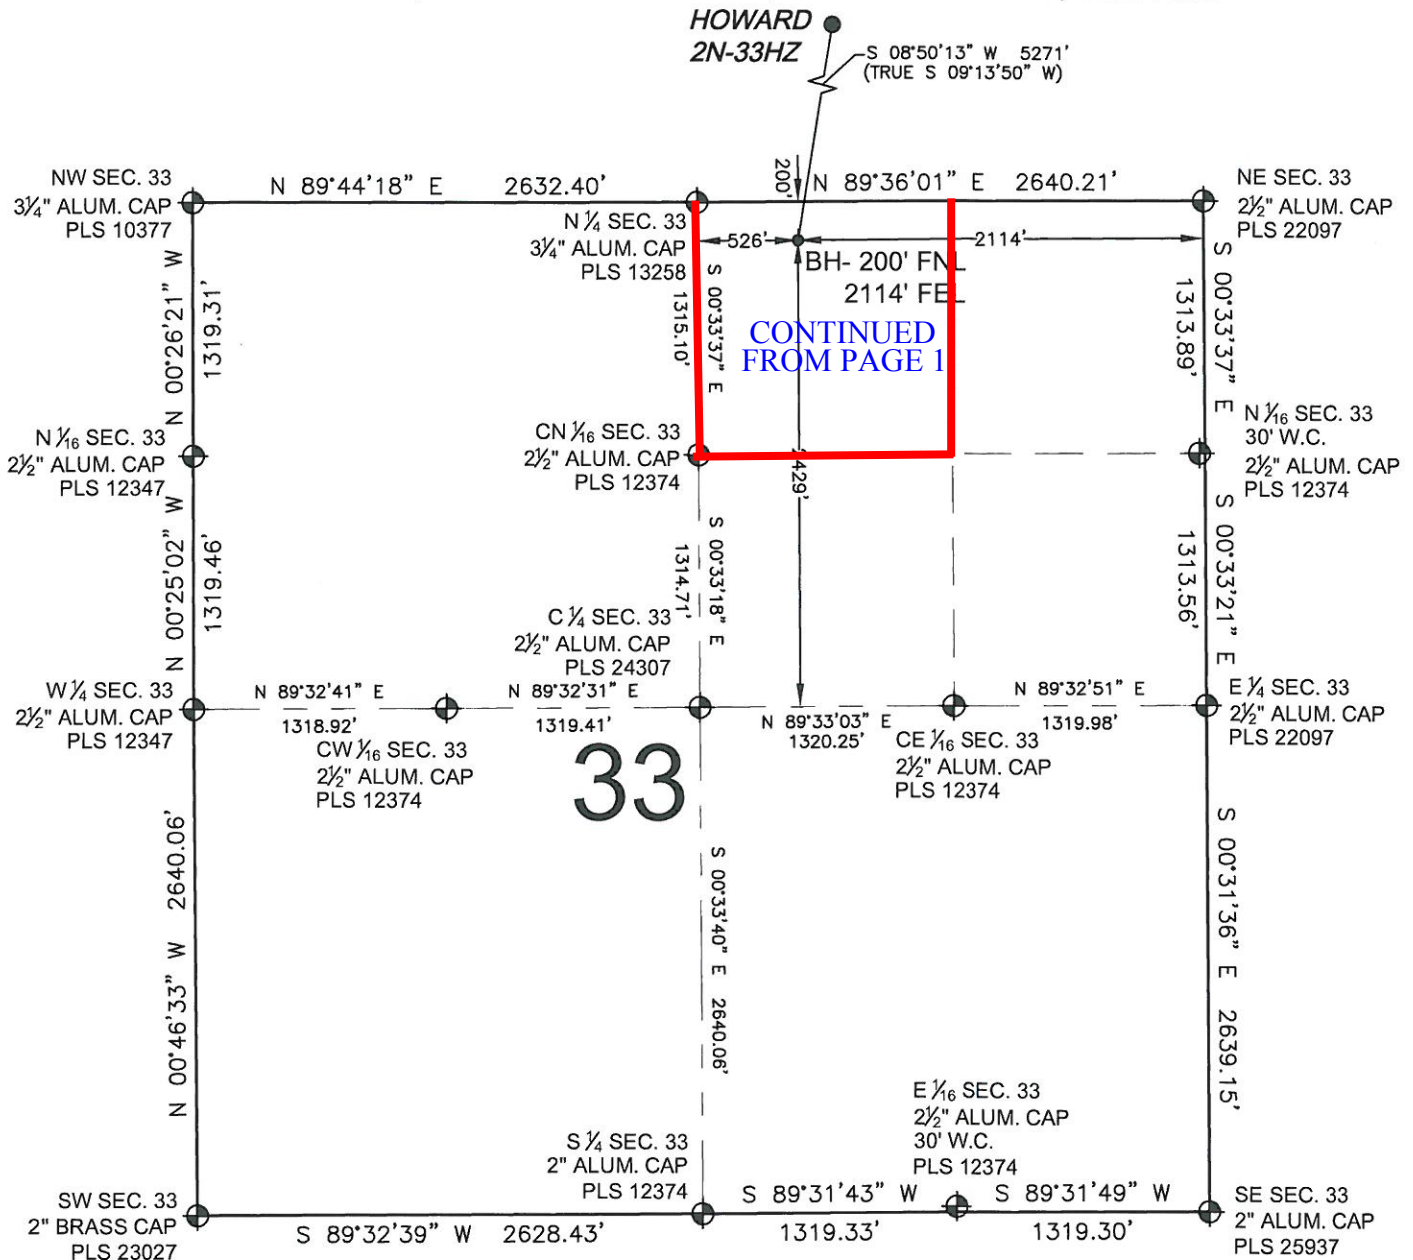 HOWARD
2N-33HZ
S 08°50'13" W 5271'
(TRUE S 09°13'50" W)
NW SEC. 33
3¼" ALUM. CAP
PLS 10377
N 89°44'18" E 2632.40'
200'
N 89°36'01" E 2640.21'
NE SEC. 33
2½" ALUM. CAP
PLS 22097
N ¼ SEC. 33
3¼" ALUM. CAP
PLS 13258
526'
2114'
BH- 200' FNL
2114' FEL
CONTINUED
FROM PAGE 1
N 00°26'21" W
1319.31'
S 00°33'37" E
1315.10'
S 00°33'37" E
1313.89'
N 1⁄16 SEC. 33
2½" ALUM. CAP
PLS 12347
CN 1⁄16 SEC. 33
2½" ALUM. CAP
PLS 12374
2429'
N 1⁄16 SEC. 33
30' W.C.
2½" ALUM. CAP
PLS 12374
N 00°25'02" W
1319.46'
S 00°33'18" E
1314.71'
S 00°33'21" E
1313.56'
C ¼ SEC. 33
2½" ALUM. CAP
PLS 24307
W ¼ SEC. 33
2½" ALUM. CAP
PLS 12347
N 89°32'41" E
1318.92'
N 89°32'31" E
1319.41'
N 89°33'03" E
1320.25'
N 89°32'51" E
1319.98'
E ¼ SEC. 33
2½" ALUM. CAP
PLS 22097
CW 1⁄16 SEC. 33
2½" ALUM. CAP
PLS 12374
33
CE 1⁄16 SEC. 33
2½" ALUM. CAP
PLS 12374
N 00°46'33" W 2640.06'
S 00°33'40" E 2640.06'
S 00°31'36" E 2639.15'
E 1⁄16 SEC. 33
2½" ALUM. CAP
30' W.C.
PLS 12374
S ¼ SEC. 33
2" ALUM. CAP
PLS 12374
SW SEC. 33
2" BRASS CAP
PLS 23027
S 89°32'39" W 2628.43'
S 89°31'43" W
1319.33'
S 89°31'49" W
1319.30'
SE SEC. 33
2" ALUM. CAP
PLS 25937